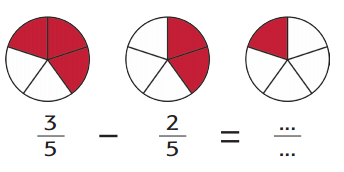 3/5 − 2/5 = .../...